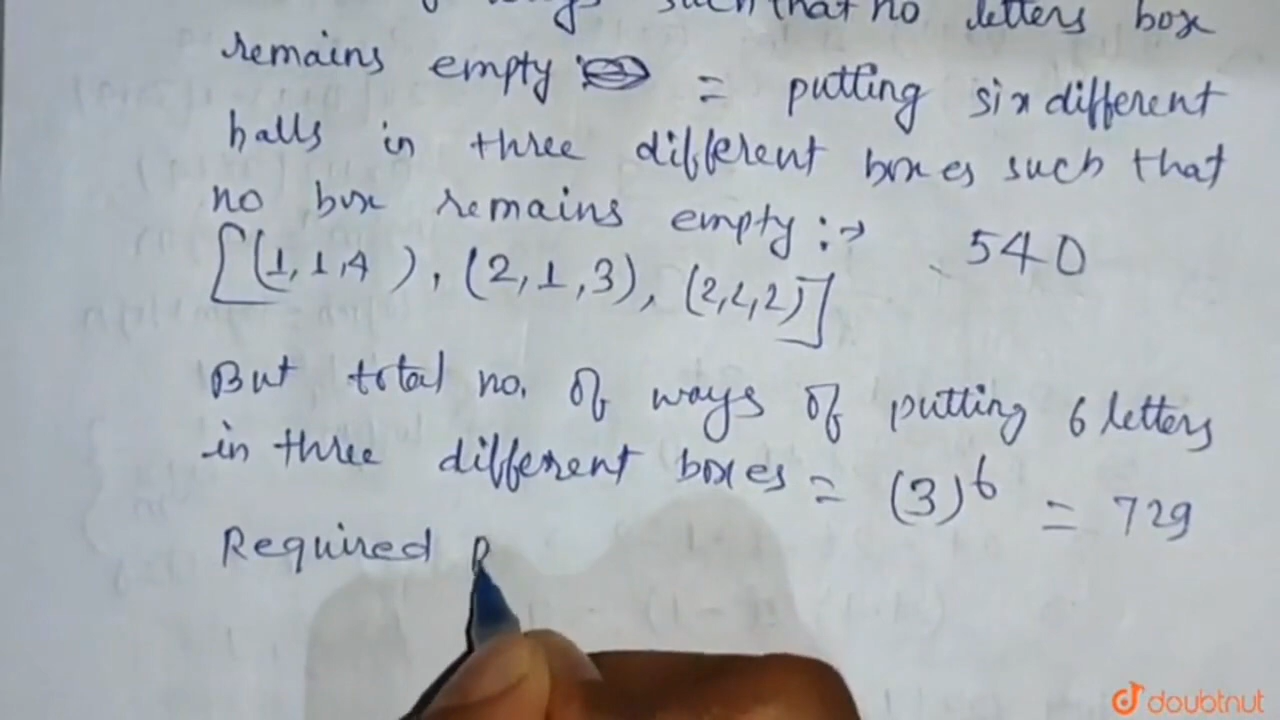 such that no letters box
remains empty = putting six different
balls in three different boxes such that
no box remains empty :→ 540
[(1,1,4), (2,1,3), (2,2,2)]
But total no. of ways of putting 6 letters
in three different boxes = (3)^6 = 729
Required P
doubtnut